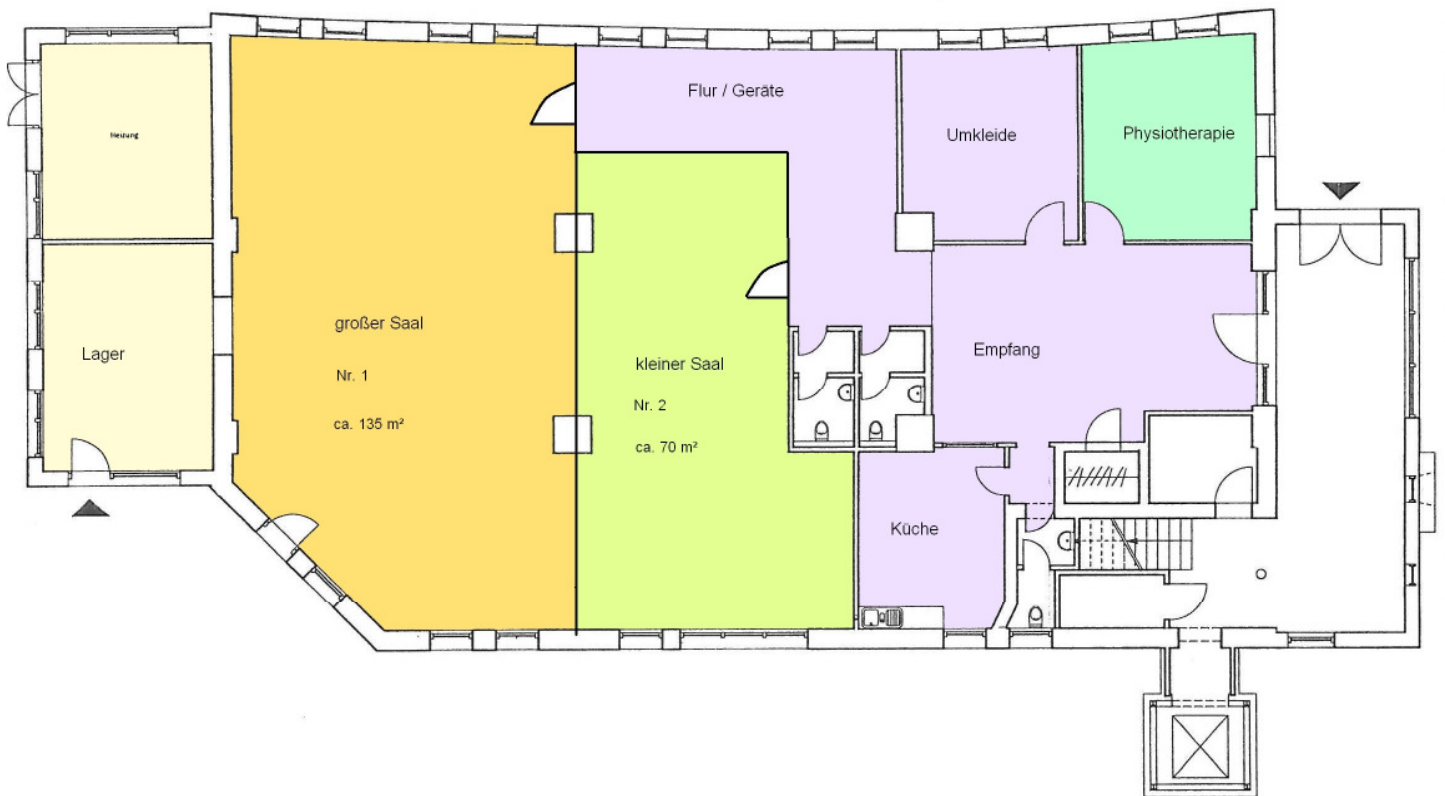 Flur / Geräte
Heizung
Umkleide
Physiotherapie
großer Saal
Nr. 1
ca. 135 m²
Lager
kleiner Saal
Nr. 2
ca. 70 m²
Empfang
Küche